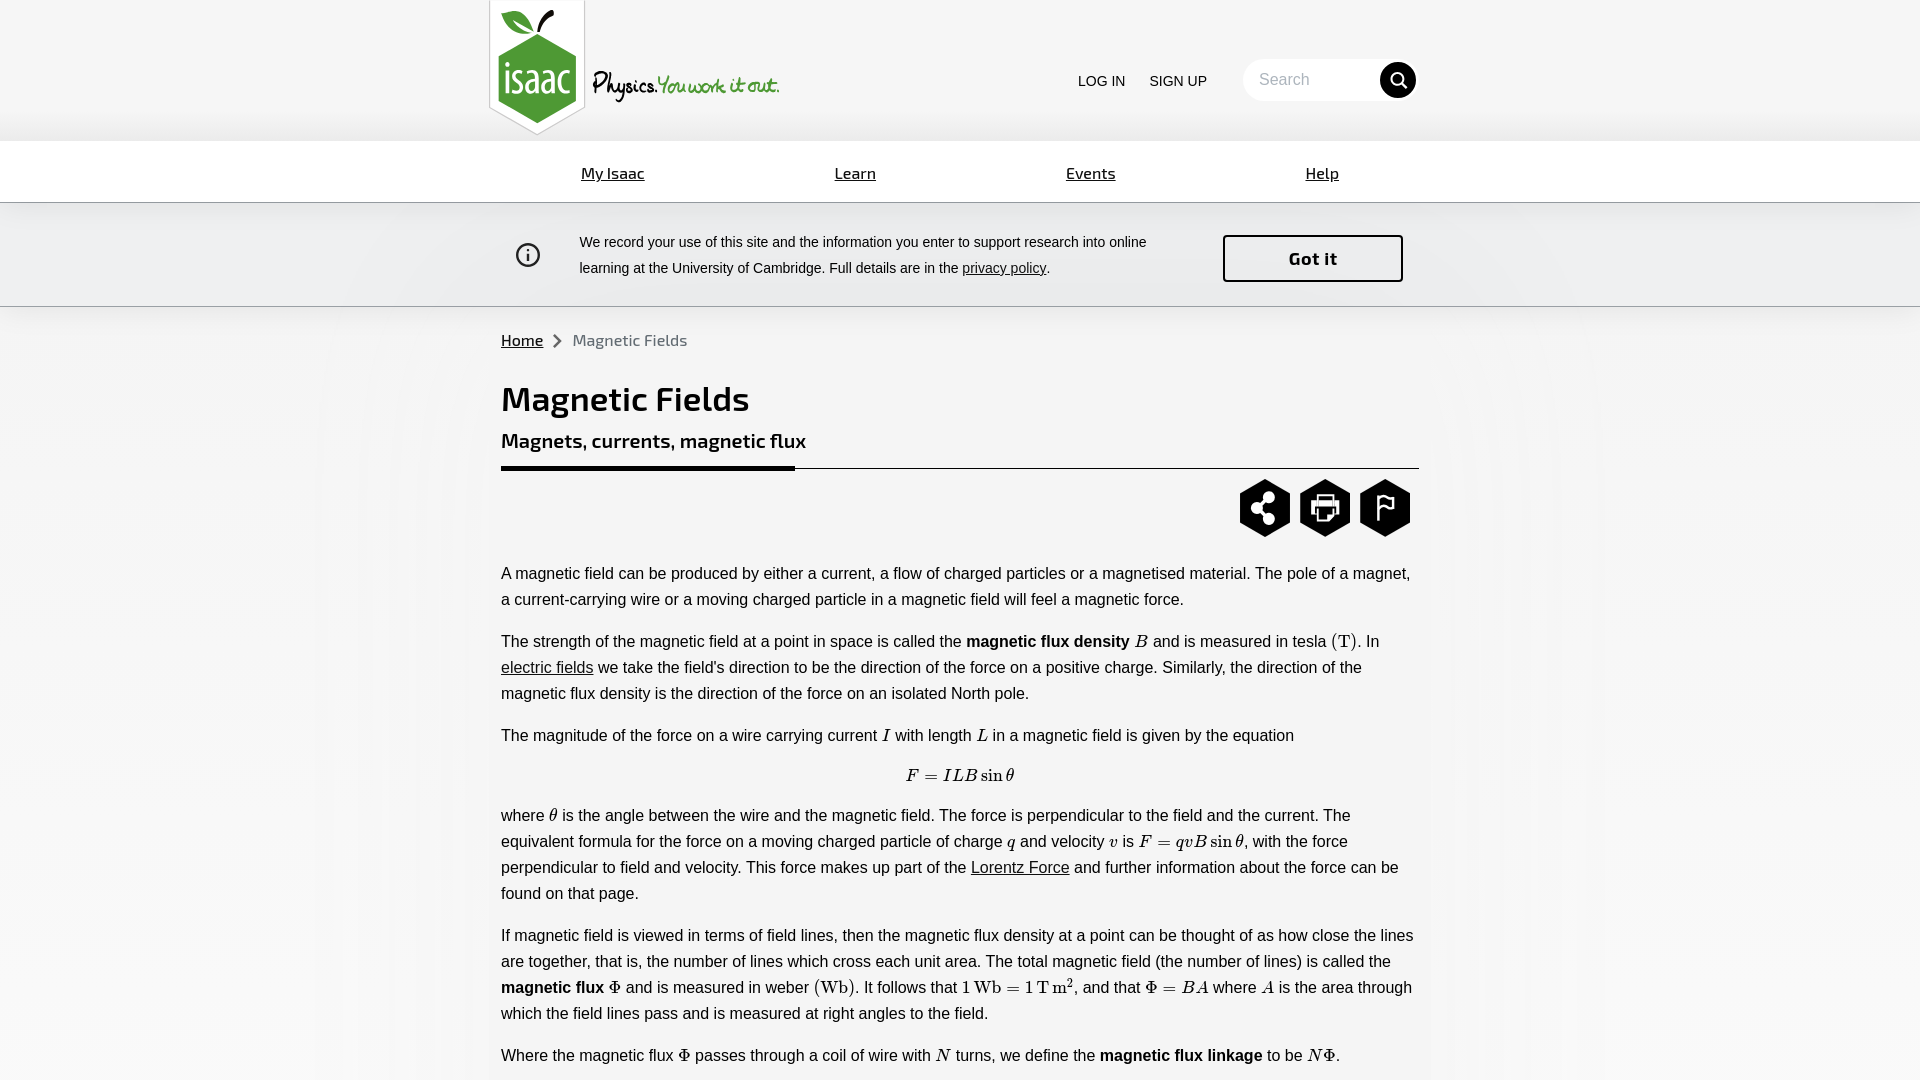 isaac
Physics. You work it out.
LOG IN
SIGN UP
Search
My Isaac
Learn
Events
Help
We record your use of this site and the information you enter to support research into online
learning at the University of Cambridge. Full details are in the privacy policy.
Got it
Home
Magnetic Fields
Magnetic Fields
Magnets, currents, magnetic flux
A magnetic field can be produced by either a current, a flow of charged particles or a magnetised material. The pole of a magnet,
a current-carrying wire or a moving charged particle in a magnetic field will feel a magnetic force.
The strength of the magnetic field at a point in space is called the magnetic flux density B and is measured in tesla (T). In
electric fields we take the field's direction to be the direction of the force on a positive charge. Similarly, the direction of the
magnetic flux density is the direction of the force on an isolated North pole.
The magnitude of the force on a wire carrying current I with length L in a magnetic field is given by the equation
F = ILB sin θ
where θ is the angle between the wire and the magnetic field. The force is perpendicular to the field and the current. The
equivalent formula for the force on a moving charged particle of charge q and velocity v is F = qvB sin θ, with the force
perpendicular to field and velocity. This force makes up part of the Lorentz Force and further information about the force can be
found on that page.
If magnetic field is viewed in terms of field lines, then the magnetic flux density at a point can be thought of as how close the lines
are together, that is, the number of lines which cross each unit area. The total magnetic field (the number of lines) is called the
magnetic flux Φ and is measured in weber (Wb). It follows that 1 Wb = 1 T m², and that Φ = BA where A is the area through
which the field lines pass and is measured at right angles to the field.
Where the magnetic flux Φ passes through a coil of wire with N turns, we define the magnetic flux linkage to be NΦ.